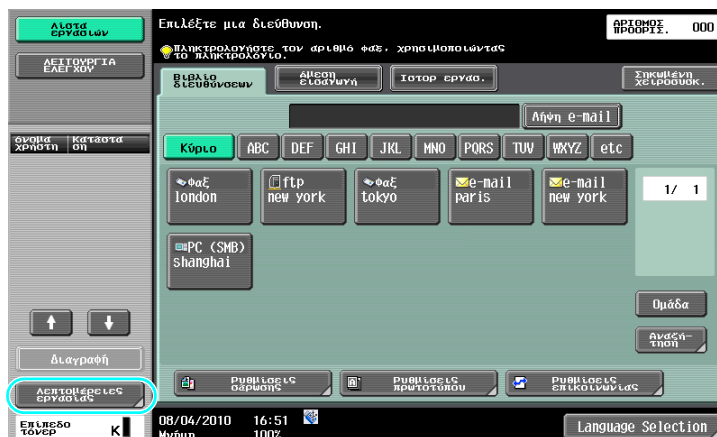 Λίστα
εργασιών
ΛΕΙΤΟΥΡΓΙΑ
ΕΛΕΓΧΟΥ
όνομα
χρήστη
Κατάστα
ση
Διαγραφή
Λεπτομέρειες
εργασίας
Επίπεδο
τόνερ
K
Επιλέξτε μια διεύθυνση.
Πληκτρολογήστε τον αριθμό φαξ, χρησιμοποιώντας
το πληκτρολόγιο.
ΑΡΙΘΜΟΣ
ΠΡΟΟΡΙΣ.
000
Βιβλίο
διευθύνσεων
Άμεση
εισαγωγή
Ιστορ εργασ.
Σηκωμένη
χειροσυσκ.
Λήψη e-mail
Κύριο
ABC
DEF
GHI
JKL
MNO
PQRS
TUV
WXYZ
etc
Φαξ
london
ftp
new york
Φαξ
tokyo
e-mail
paris
e-mail
new york
1/ 1
PC (SMB)
shanghai
Ομάδα
Αναζή-
τηση
Ρυθμίσεις
σάρωσης
Ρυθμίσεις
πρωτοτύπου
Ρυθμίσεις
επικοινωνίας
08/04/2010 16:51
Μνήμη 100%
Language Selection